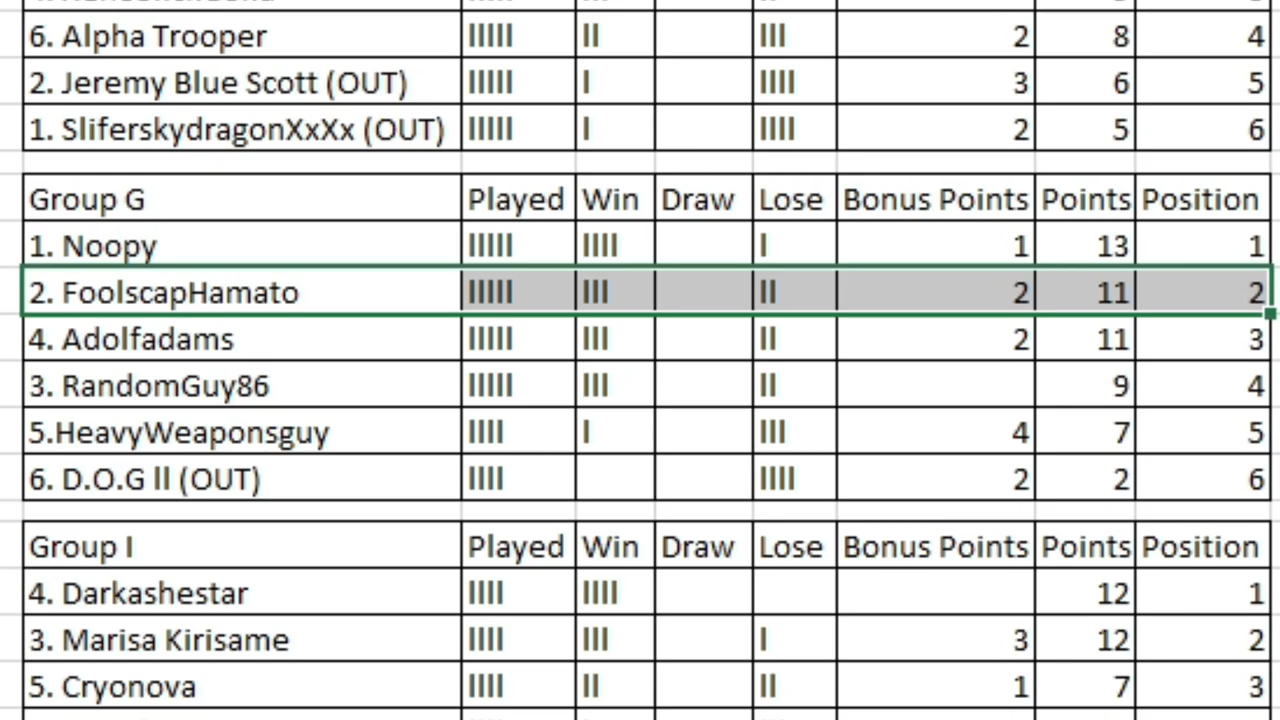 6. Alpha Trooper IIIII II III 2 8 4
2. Jeremy Blue Scott (OUT) IIIII I IIII 3 6 5
1. SliferskydragonXxXx (OUT) IIIII I IIII 2 5 6
Group G Played Win Draw Lose Bonus Points Points Position
1. Noopy IIIII IIII I 1 13 1
2. FoolscapHamato IIIII III II 2 11 2
4. Adolfadams IIIII III II 2 11 3
3. RandomGuy86 IIIII III II 9 4
5.HeavyWeaponsguy IIII I III 4 7 5
6. D.O.G ll (OUT) IIII IIII 2 2 6
Group I Played Win Draw Lose Bonus Points Points Position
4. Darkashestar IIII IIII 12 1
3. Marisa Kirisame IIII III I 3 12 2
5. Cryonova IIII II II 1 7 3